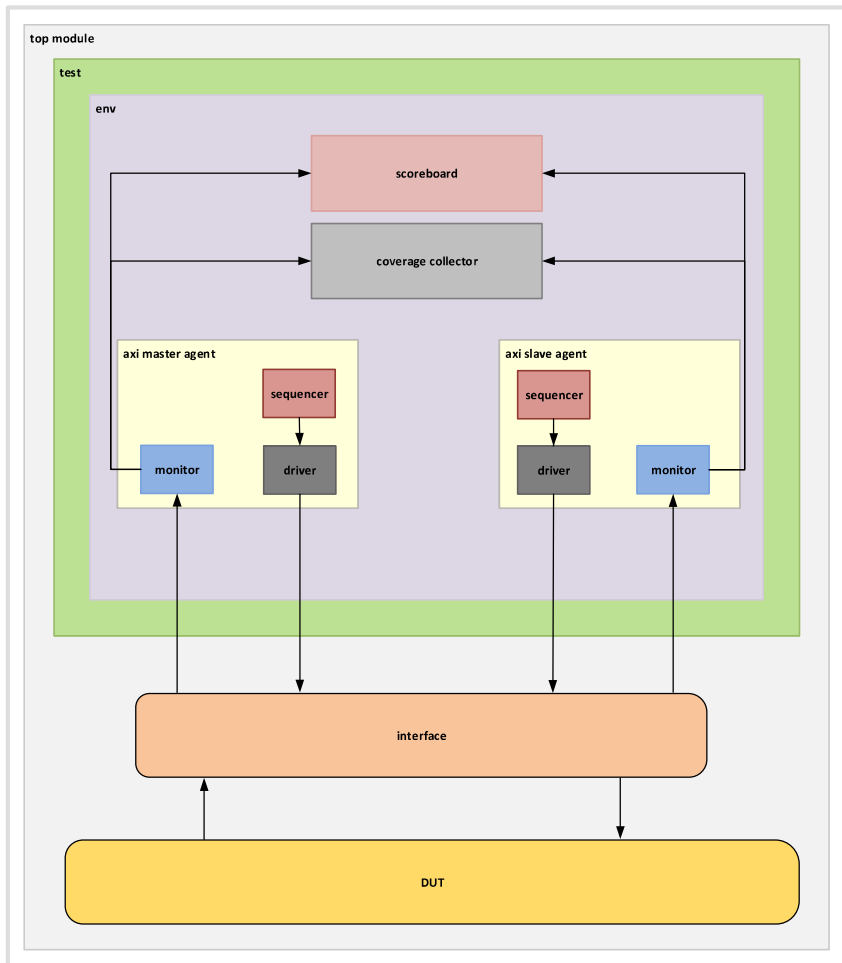 top module
test
env
scoreboard
coverage collector
axi master agent
axi slave agent
sequencer
sequencer
monitor
driver
driver
monitor
interface
DUT